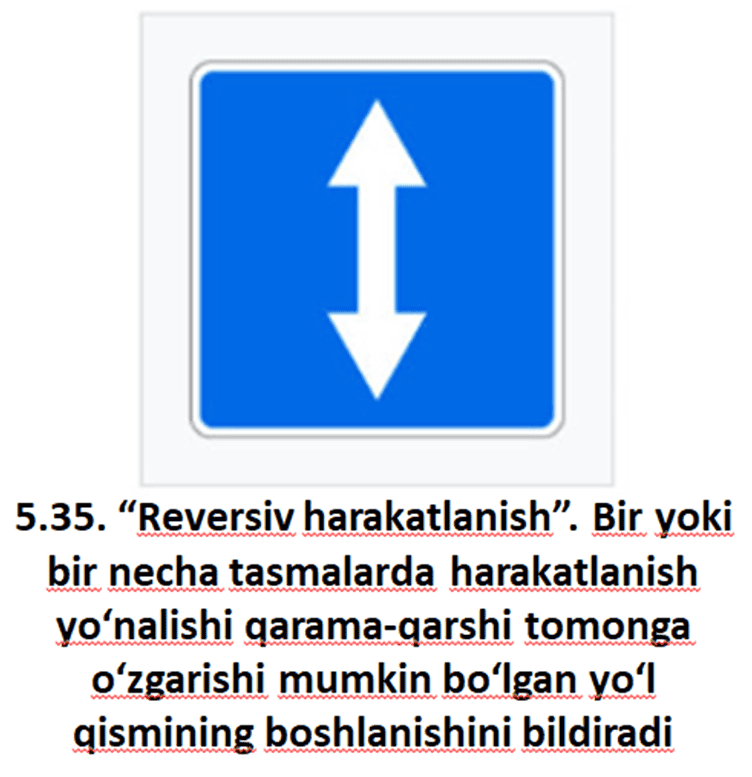 5.35. “Reversiv harakatlanish”. Bir yoki
bir necha tasmalarda harakatlanish
yo‘nalishi qarama-qarshi tomonga
o‘zgarishi mumkin bo‘lgan yo‘l
qismining boshlanishini bildiradi